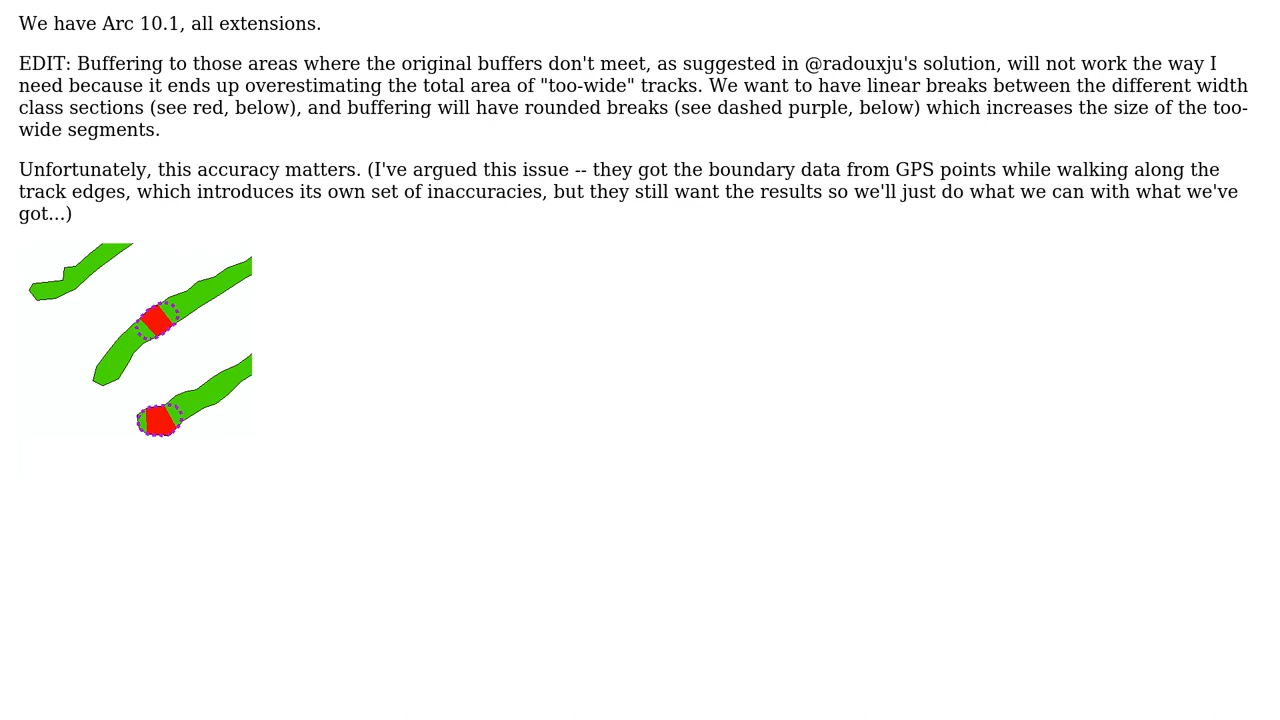 We have Arc 10.1, all extensions.
EDIT: Buffering to those areas where the original buffers don't meet, as suggested in @radouxju's solution, will not work the way I
need because it ends up overestimating the total area of "too-wide" tracks. We want to have linear breaks between the different width
class sections (see red, below), and buffering will have rounded breaks (see dashed purple, below) which increases the size of the too-
wide segments.
Unfortunately, this accuracy matters. (I've argued this issue -- they got the boundary data from GPS points while walking along the
track edges, which introduces its own set of inaccuracies, but they still want the results so we'll just do what we can with what we've
got...)